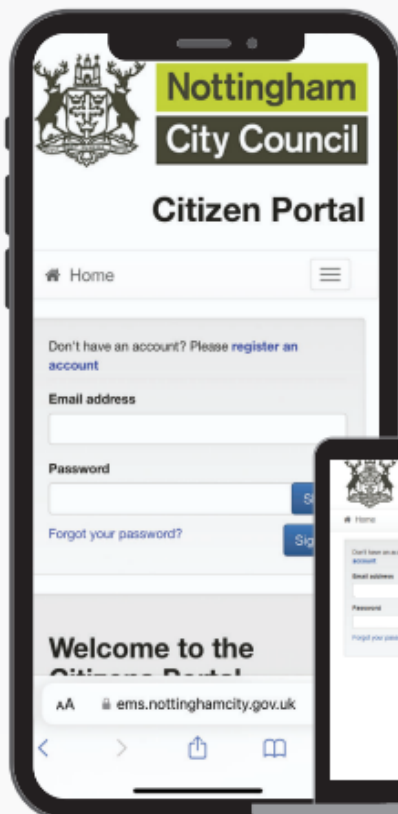 Nottingham
City Council
Citizen Portal
Home
Don't have an account? Please register an
account
Email address
Password
Forgot your password?
Welcome to the
AA ems.nottinghamcity.gov.uk
Home
account
Email address
Password